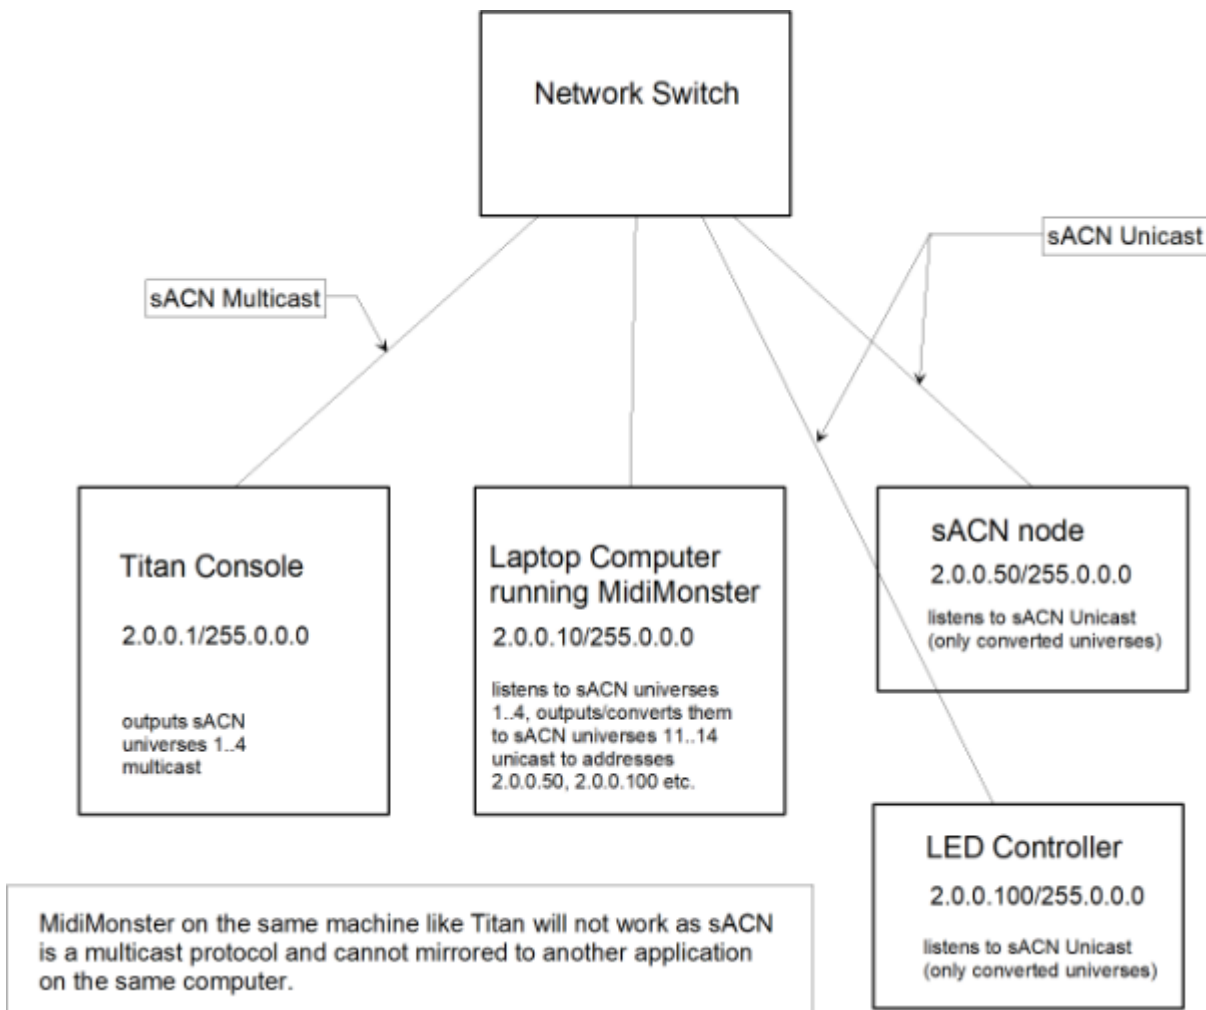 Network Switch
sACN Unicast
sACN Multicast
Titan Console
2.0.0.1/255.0.0.0
outputs sACN
universes 1..4
multicast
Laptop Computer
running MidiMonster
2.0.0.10/255.0.0.0
listens to sACN universes
1..4, outputs/converts them
to sACN universes 11..14
unicast to addresses
2.0.0.50, 2.0.0.100 etc.
sACN node
2.0.0.50/255.0.0.0
listens to sACN Unicast
(only converted universes)
LED Controller
2.0.0.100/255.0.0.0
listens to sACN Unicast
(only converted universes)
MidiMonster on the same machine like Titan will not work as sACN
is a multicast protocol and cannot mirrored to another application
on the same computer.